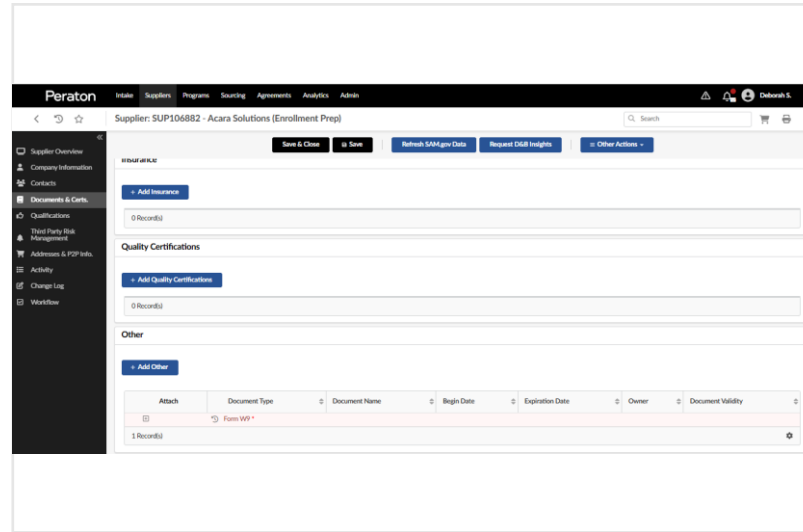 Peraton
Intake Suppliers Programs Sourcing Agreements Analytics Admin
Deborah S.
Supplier: SUP106882 - Acara Solutions (Enrollment Prep)
Search
Save & Close
Save
Refresh SAM.gov Data
Request D&B Insights
Other Actions
Supplier Overview
Company Information
Contacts
Documents & Certs.
Qualifications
Third Party Risk
Management
Addresses & P2P Info.
Activity
Change Log
Workflow
Insurance
+ Add Insurance
0 Record(s)
Quality Certifications
+ Add Quality Certifications
0 Record(s)
Other
+ Add Other
Attach Document Type Document Name Begin Date Expiration Date Owner Document Validity
Form W9 *
1 Record(s)